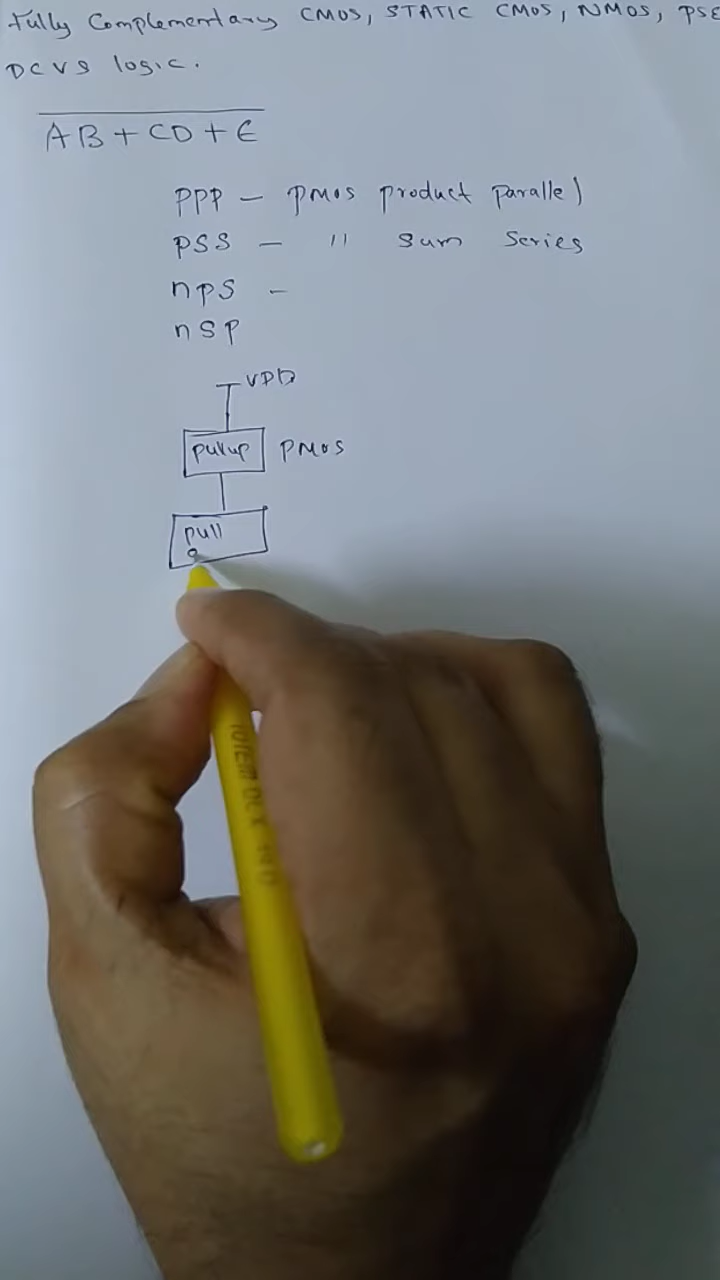 Fully Complementary CMOS, STATIC CMOS, NMOS, PSE
DCVS logic.
AB + CD + E
PPP - PMOS product parallel
PSS - " sum series
nps -
nsp
VDD
pullup PMOS
pull